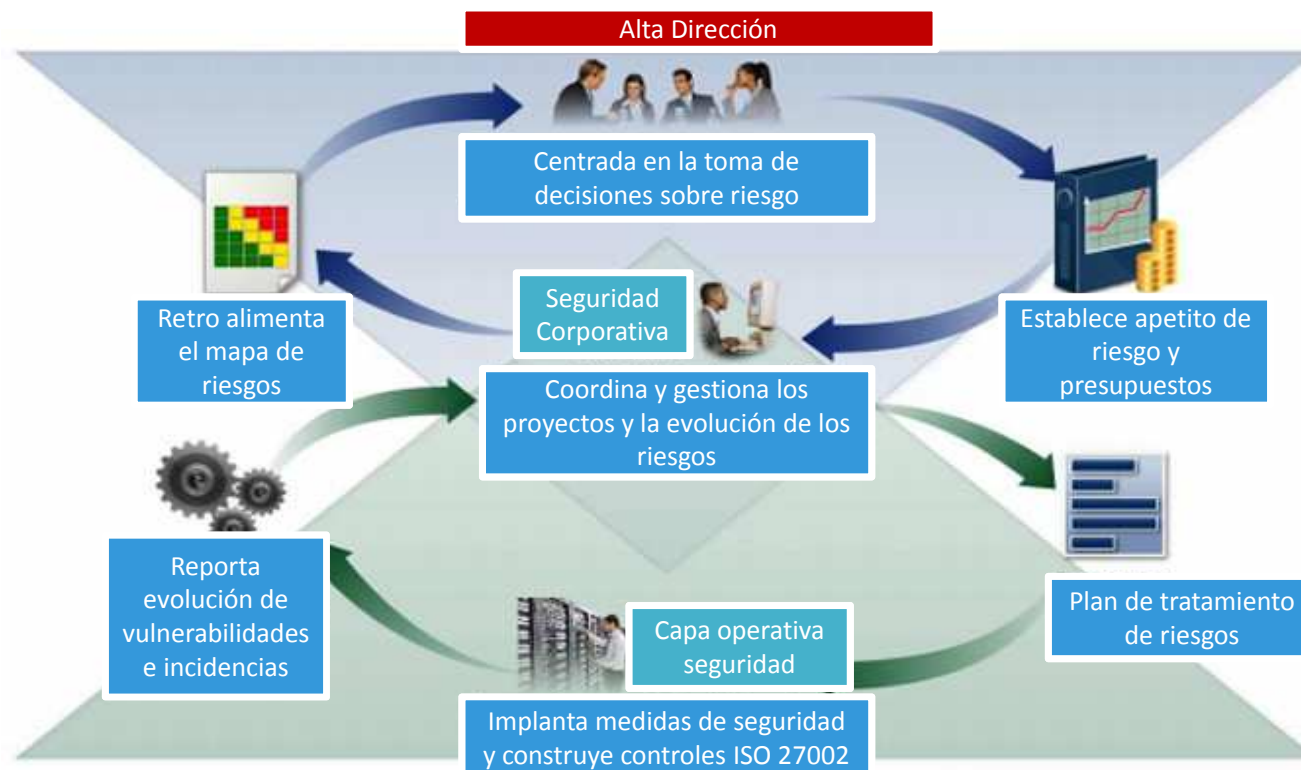 Alta Dirección
Centrada en la toma de
decisiones sobre riesgo
Retro alimenta
el mapa de
riesgos
Seguridad
Corporativa
Establece apetito de
riesgo y
presupuestos
Coordina y gestiona los
proyectos y la evolución de los
riesgos
Reporta
evolución de
vulnerabilidades
e incidencias
Plan de tratamiento
de riesgos
Capa operativa
seguridad
Implanta medidas de seguridad
y construye controles ISO 27002